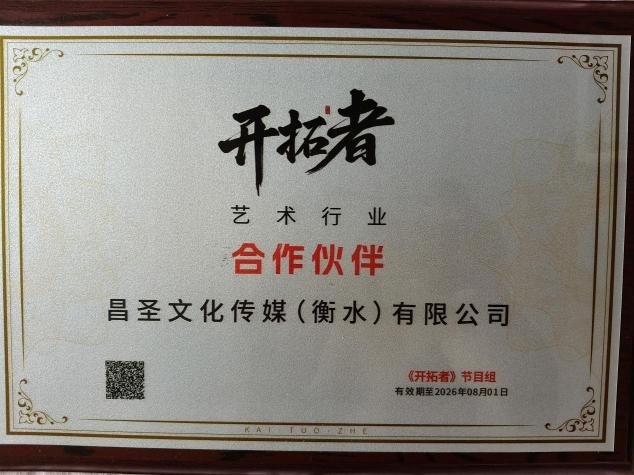 开拓者
艺术行业
合作伙伴
昌圣文化传媒（衡水）有限公司
《开拓者》节目组
有效期至2026年08月01日
KAI·TUO·ZHE